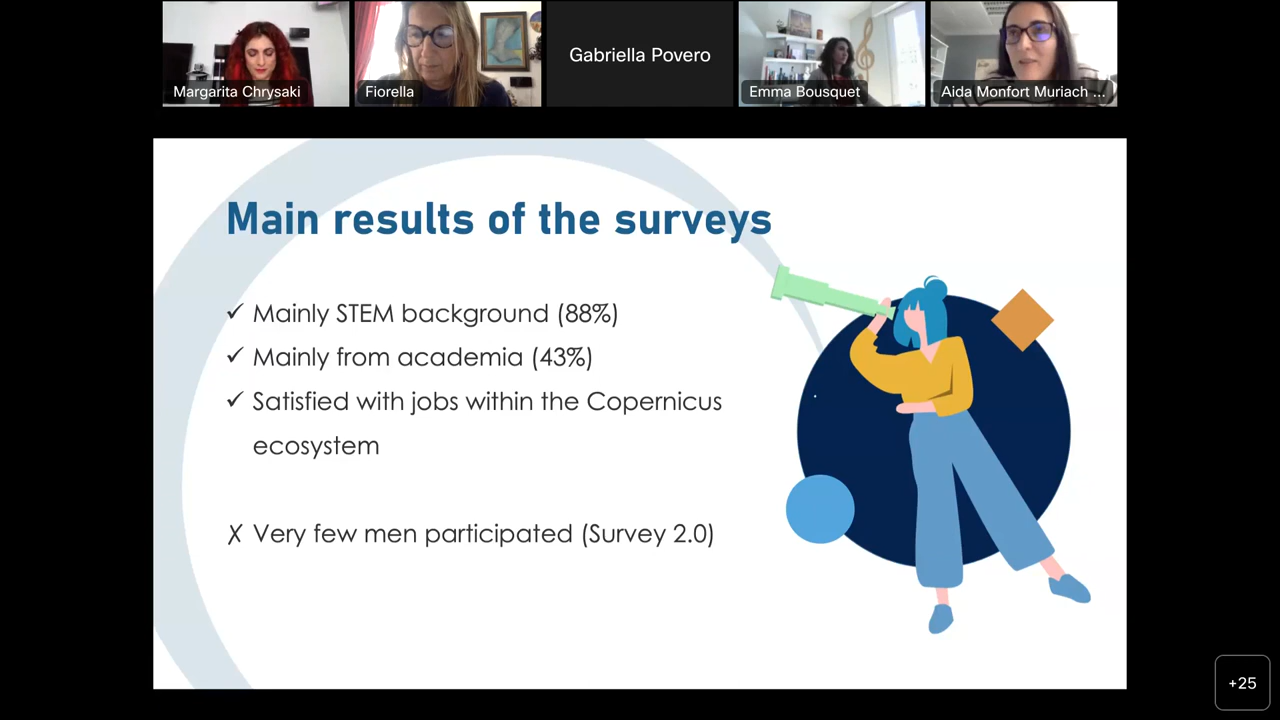 Margarita Chrysaki
Fiorella
Gabriella Povero
Emma Bousquet
Aida Monfort Muriach ...
Main results of the surveys
✓ Mainly STEM background (88%)
✓ Mainly from academia (43%)
✓ Satisfied with jobs within the Copernicus
ecosystem
✗ Very few men participated (Survey 2.0)
+25